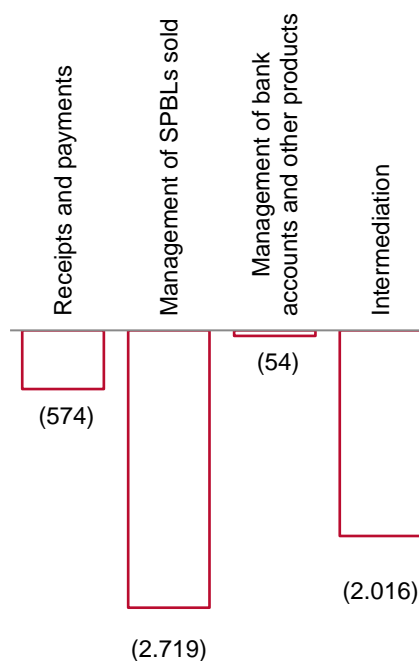 Receipts and payments
Management of SPBLs sold
Management of bank
accounts and other products
Intermediation
(574)
(2.719)
(54)
(2.016)